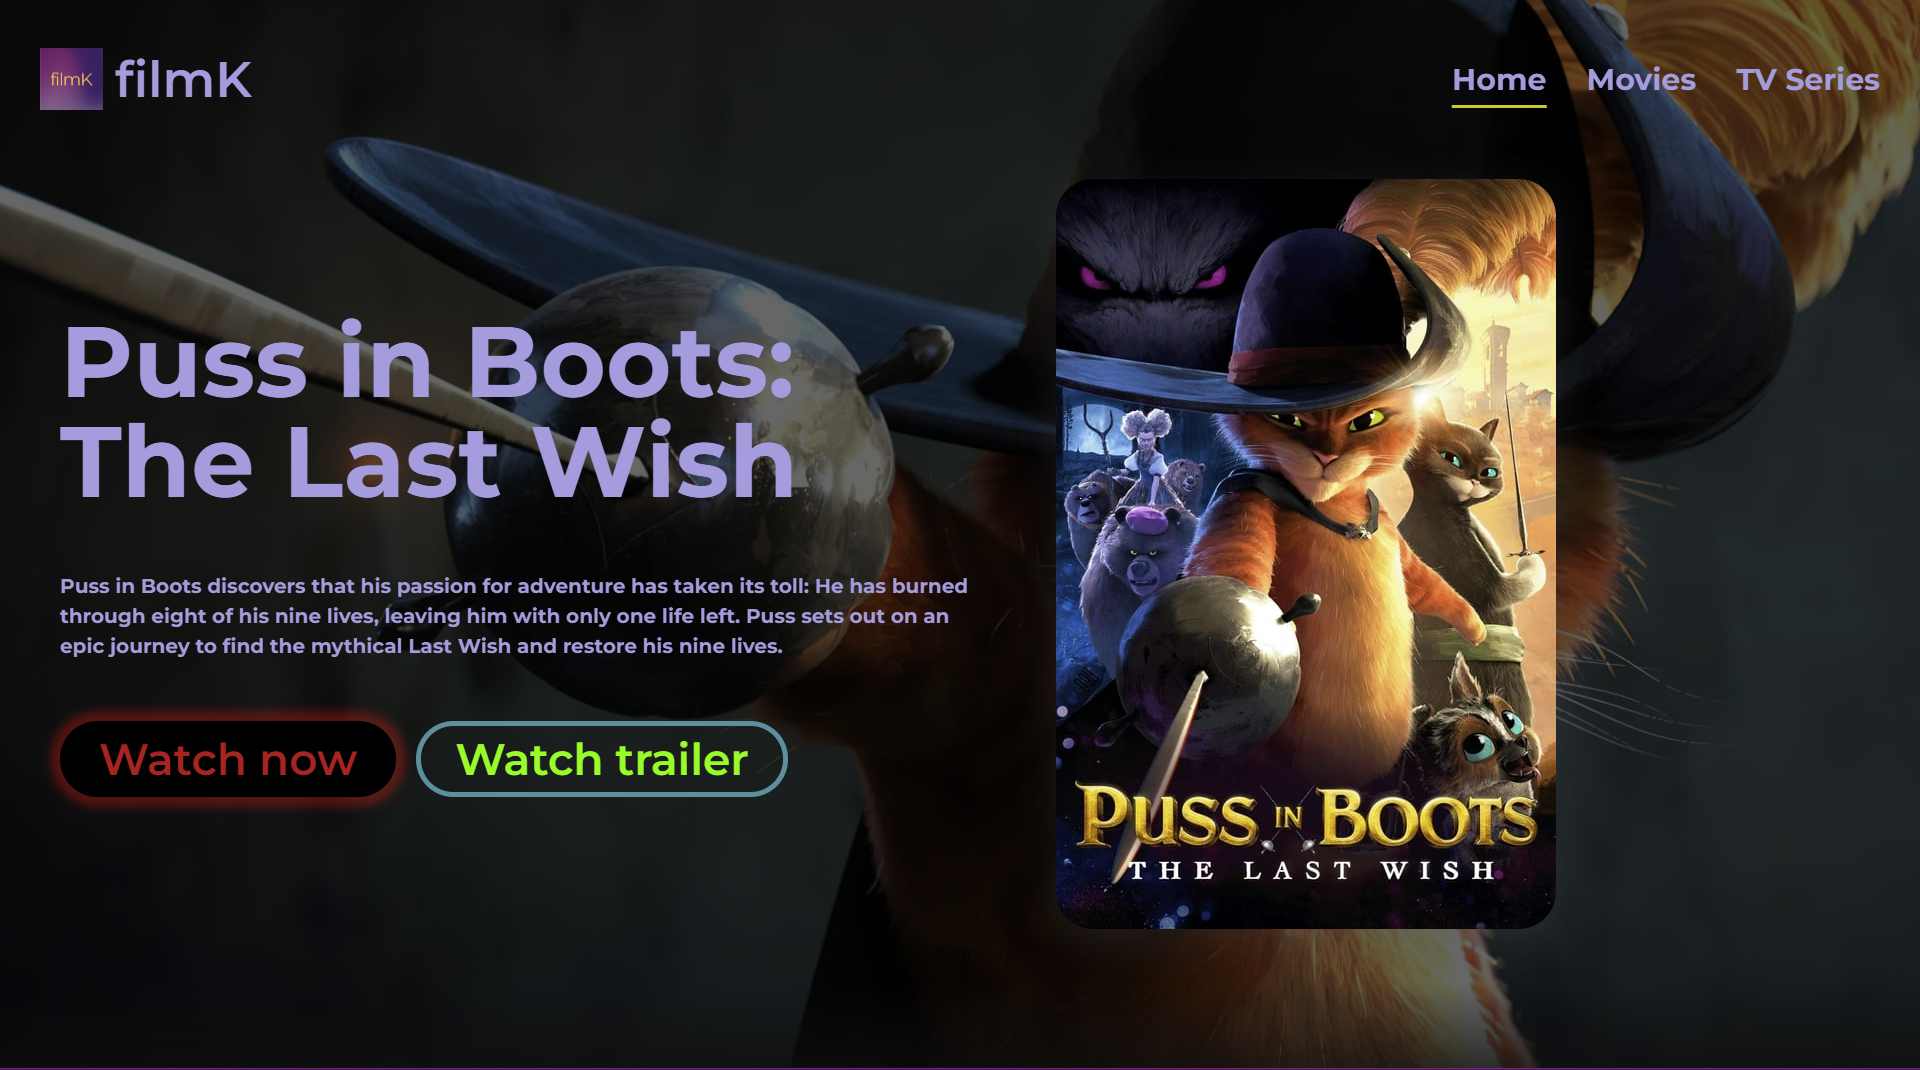 filmK
filmK
Home
Movies
TV Series
Puss in Boots:
The Last Wish
Puss in Boots discovers that his passion for adventure has taken its toll: He has burned
through eight of his nine lives, leaving him with only one life left. Puss sets out on an
epic journey to find the mythical Last Wish and restore his nine lives.
Watch now
Watch trailer
PUSS IN BOOTS
THE LAST WISH